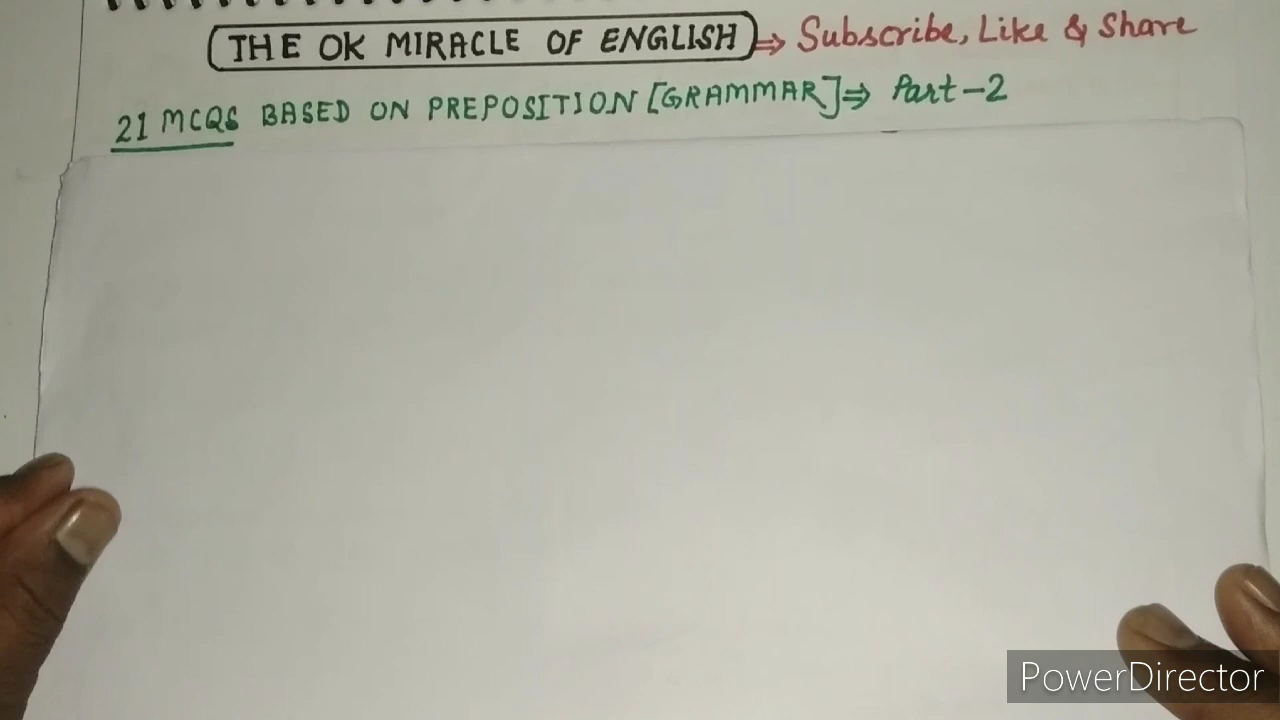 THE OK MIRACLE OF ENGLISH ⇒ Subscribe, Like & Share
21 MCQS BASED ON PREPOSITION [GRAMMAR] ⇒ Part-2
PowerDirector